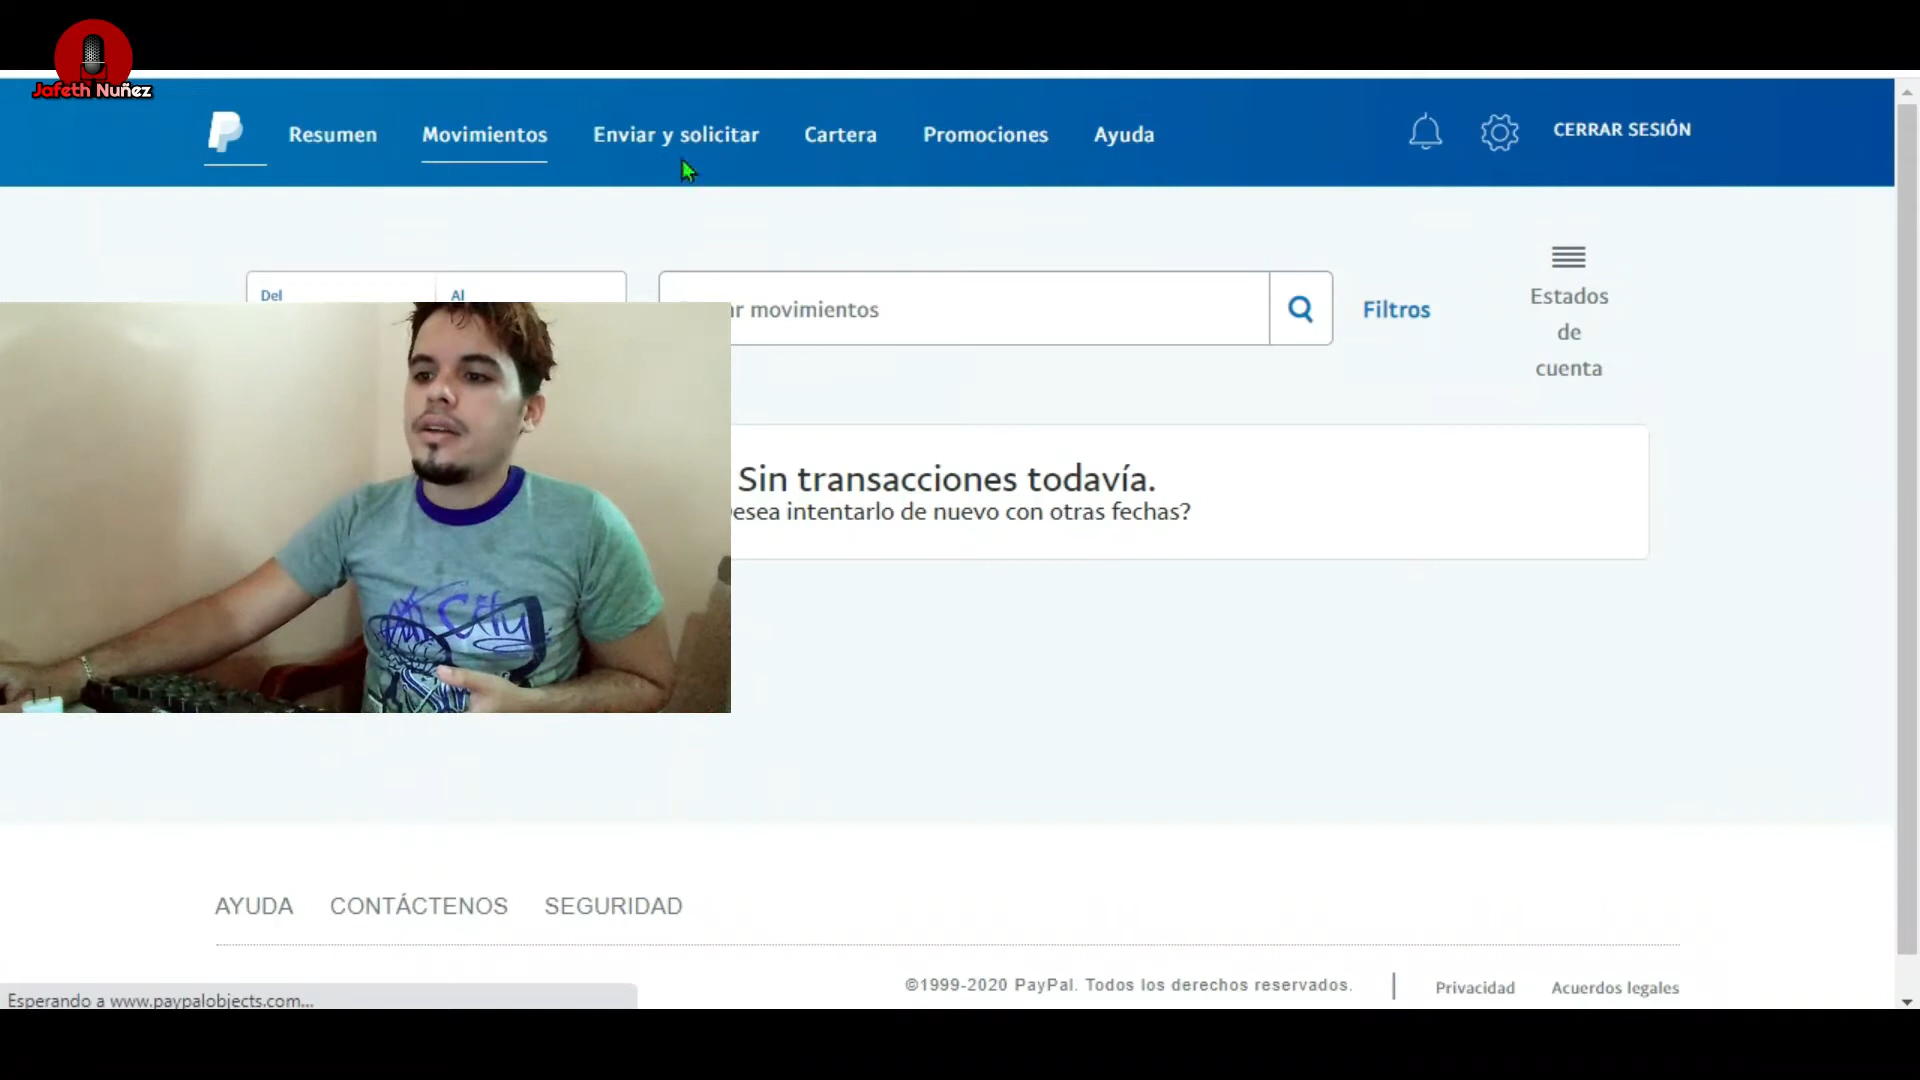 Jafeth Nuñez
Resumen Movimientos Enviar y solicitar Cartera Promociones Ayuda CERRAR SESIÓN
Del Al
movimientos
Filtros
Estados
de
cuenta
Sin transacciones todavía.
intentarlo de nuevo con otras fechas?
City
AYUDA CONTÁCTENOS SEGURIDAD
©1999-2020 PayPal. Todos los derechos reservados. Privacidad Acuerdos legales
Esperando a www.paypalobjects.com...